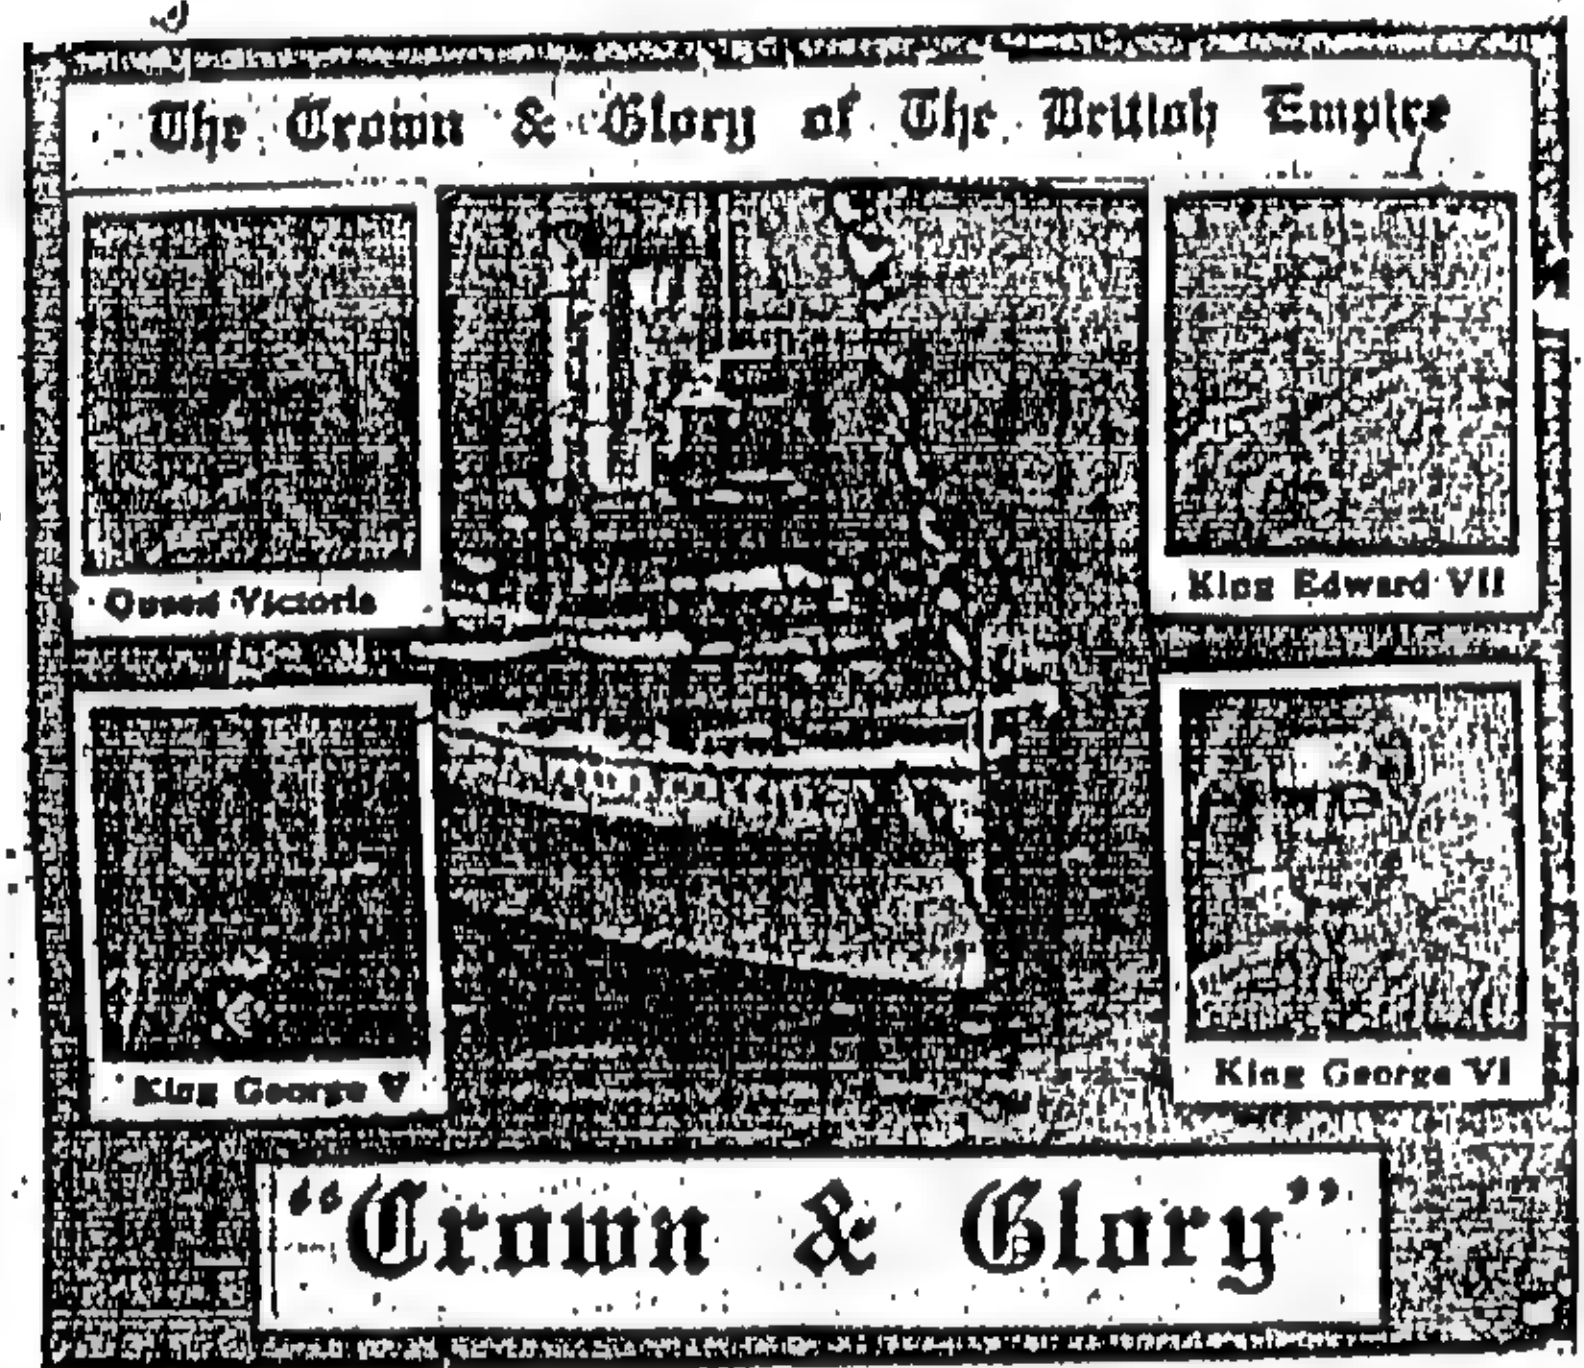 The Crown & Glory of The British Empire
Queen Victoria
King Edward VII
King George V
King George VI
"Crown & Glory"